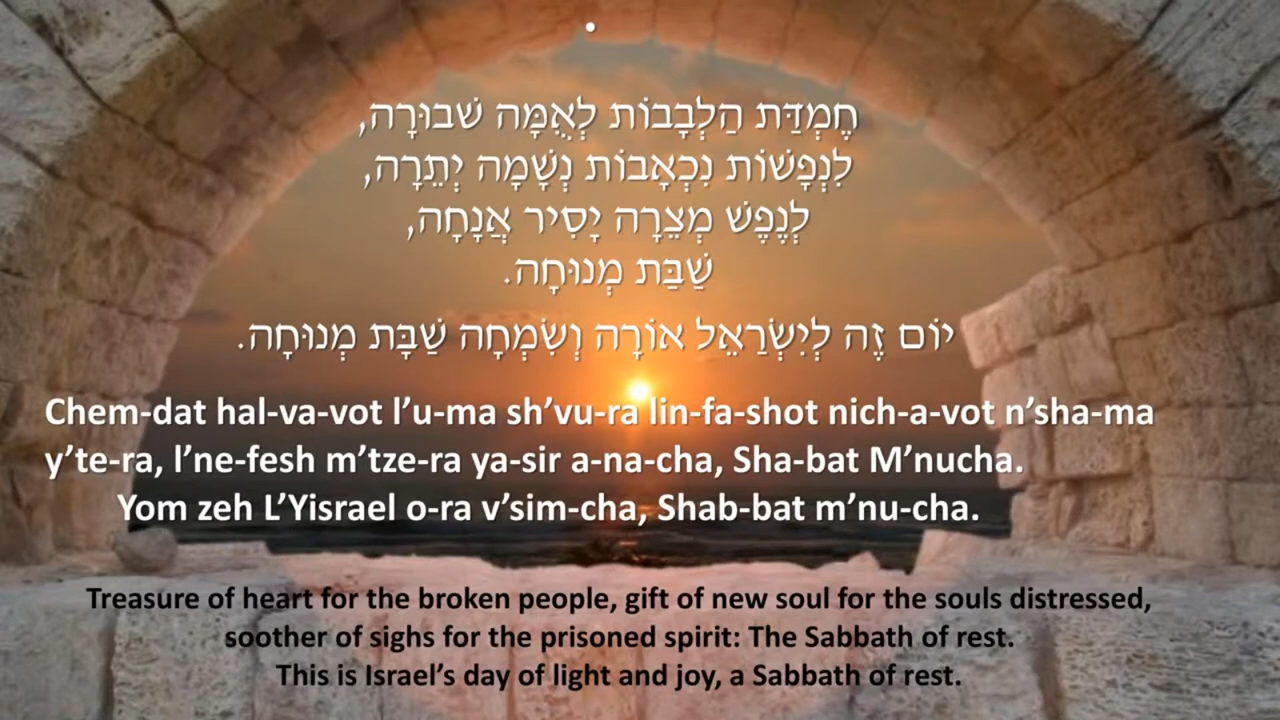 חֶמְדַּת הַלְבָבוֹת לְאֻמָּה שׁבוּרָה,
לִנְפָשׁוֹת נִכְאָבוֹת נְשָׁמָה יְתֵרָה,
לְנֶפֶשׁ מְצֵרָה יָסִיר אֲנָחָה,
שַׁבַּת מְנוּחָה.
יוֹם זֶה לְיִשְׂרַאֵל אוֹרָה וְשִׂמְחָה שַׁבָּת מְנוּחָה.
Chem-dat hal-va-vot l’u-ma sh’vu-ra lin-fa-shot nich-a-vot n’sha-ma
y’te-ra, l’ne-fesh m’tze-ra ya-sir a-na-cha, Sha-bat M’nucha.
Yom zeh L’Yisrael o-ra v’sim-cha, Shab-bat m’nu-cha.
Treasure of heart for the broken people, gift of new soul for the souls distressed,
soother of sighs for the prisoned spirit: The Sabbath of rest.
This is Israel’s day of light and joy, a Sabbath of rest.